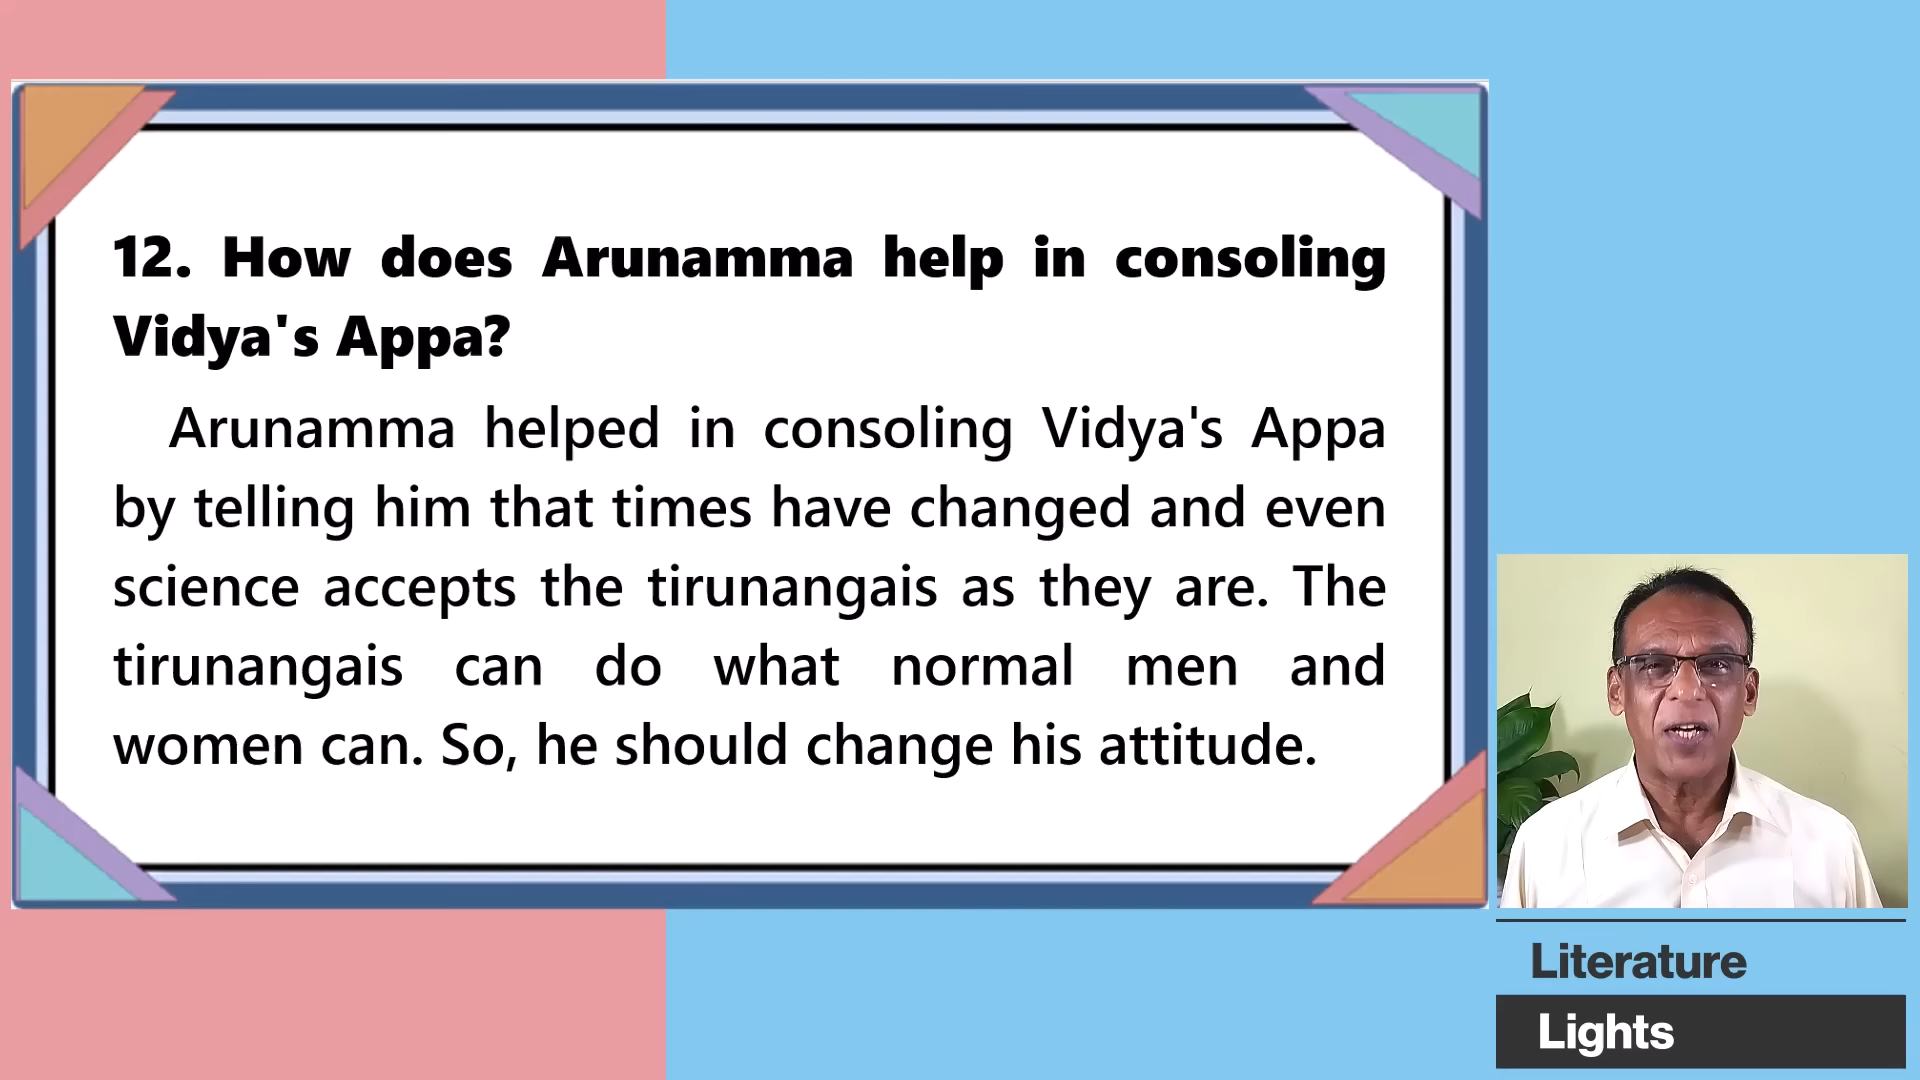 12. How does Arunamma help in consoling
Vidya's Appa?
Arunamma helped in consoling Vidya's Appa
by telling him that times have changed and even
science accepts the tirunangais as they are. The
tirunangais can do what normal men and
women can. So, he should change his attitude.
Literature
Lights